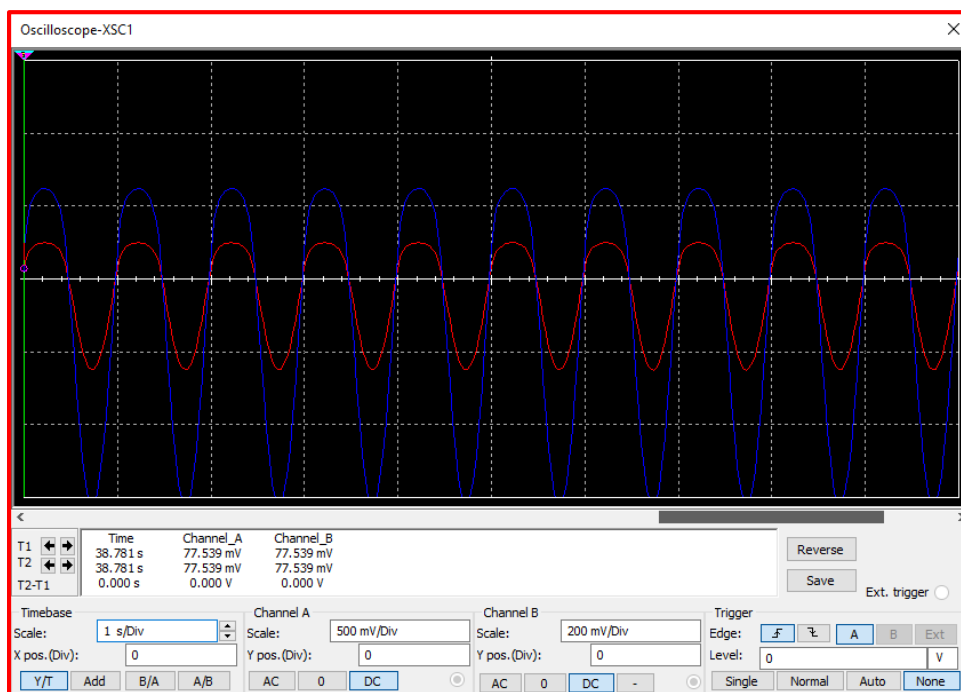 Oscilloscope-XSC1
Time Channel_A Channel_B
T1 38.781 s 77.539 mV 77.539 mV
T2 38.781 s 77.539 mV 77.539 mV
T2-T1 0.000 s 0.000 V 0.000 V
Reverse
Save
Ext. trigger
Timebase
Scale: 1 s/Div
X pos.(Div): 0
Y/T Add B/A A/B
Channel A
Scale: 500 mV/Div
Y pos.(Div): 0
AC 0 DC
Channel B
Scale: 200 mV/Div
Y pos.(Div): 0
AC 0 DC -
Trigger
Edge: A B Ext
Level: 0 V
Single Normal Auto None